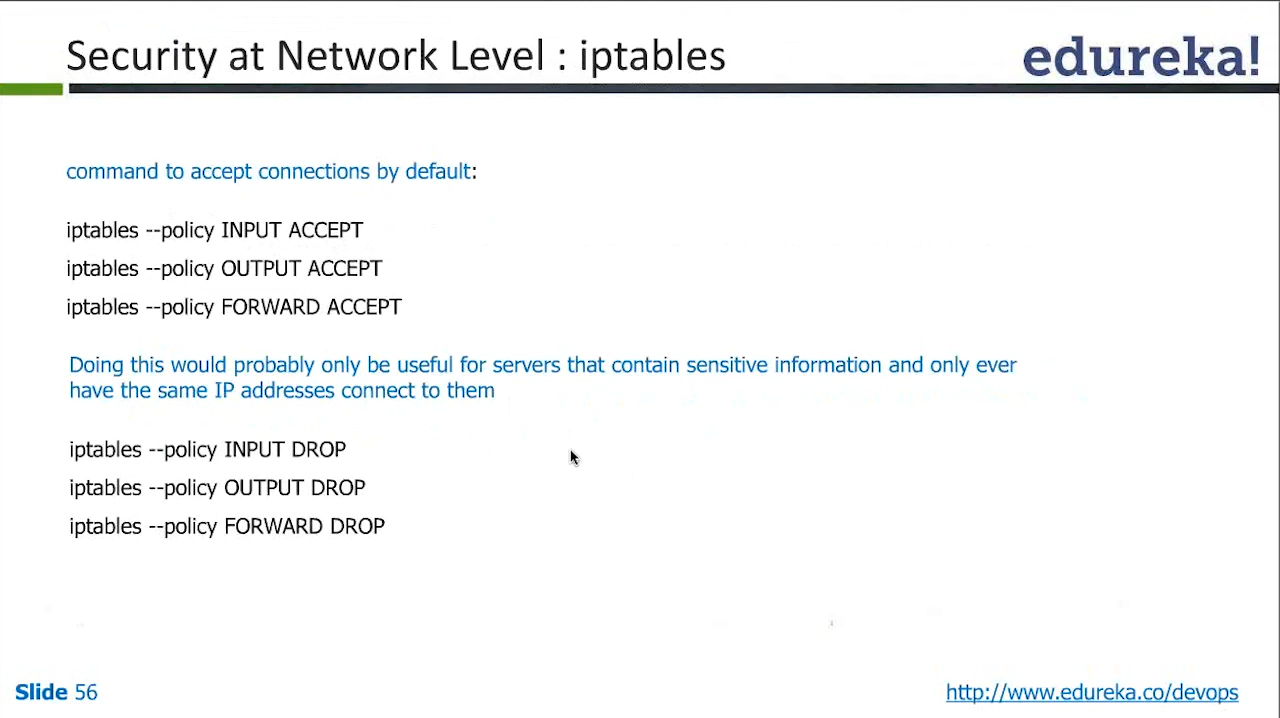 Security at Network Level : iptables
edureka!
command to accept connections by default:
iptables --policy INPUT ACCEPT
iptables --policy OUTPUT ACCEPT
iptables --policy FORWARD ACCEPT
Doing this would probably only be useful for servers that contain sensitive information and only ever
have the same IP addresses connect to them
iptables --policy INPUT DROP
iptables --policy OUTPUT DROP
iptables --policy FORWARD DROP
Slide 56
http://www.edureka.co/devops